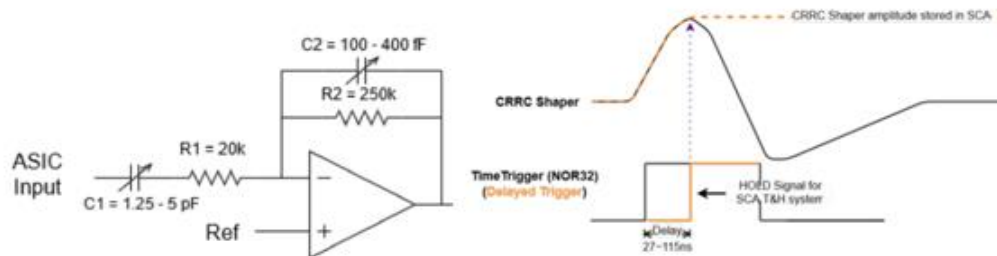 C2 = 100 - 400 fF
R2 = 250k
ASIC
Input
R1 = 20k
C1 = 1.25 - 5 pF
−
+
Ref
CRRC Shaper amplitude stored in SCA
CRRC Shaper
TimeTrigger (NOR32)
(Delayed Trigger)
HOLD Signal for
SCA T&H system
Delay
27~115ns